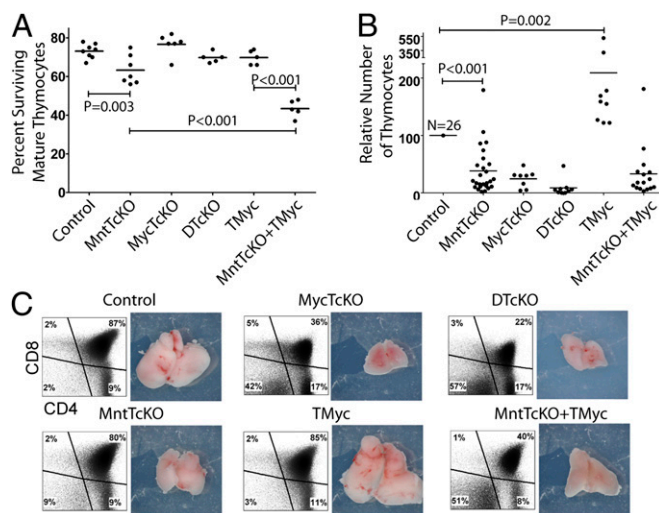 A
Percent Surviving
Mature Thymocytes
80
60
40
20
0
P=0.003
P<0.001
P<0.001
Control
MntTcKO
MycTcKO
DTcKO
TMyc
MntTcKO+TMyc
B
Relative Number
of Thymocytes
550
350
200
100
0
P=0.002
P<0.001
N=26
Control
MntTcKO
MycTcKO
DTcKO
TMyc
MntTcKO+TMyc
C
CD8
CD4
Control
2% 87%
2% 9%
MycTcKO
5% 36%
42% 17%
DTcKO
3% 22%
57% 17%
MntTcKO
2% 80%
9% 9%
TMyc
2% 85%
3% 11%
MntTcKO+TMyc
1% 40%
51% 8%